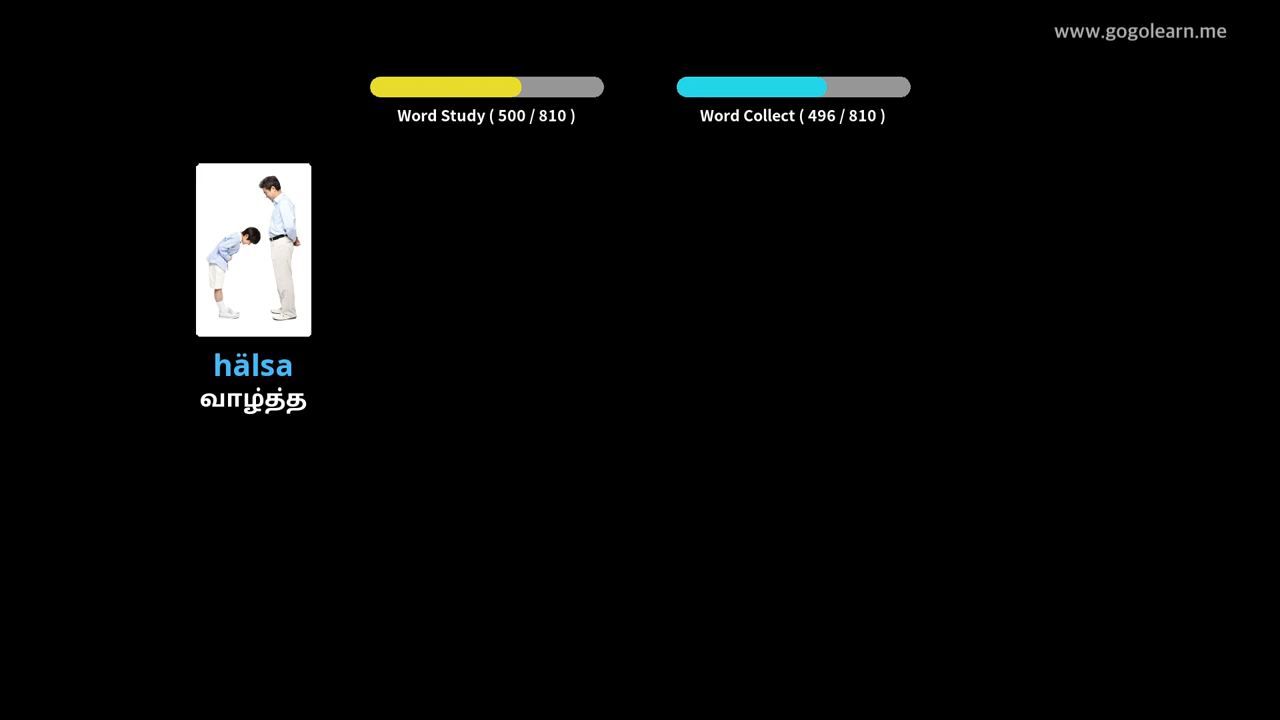 www.gogolearn.me
Word Study ( 500 / 810 )
Word Collect ( 496 / 810 )
hälsa
வாழ்த்த